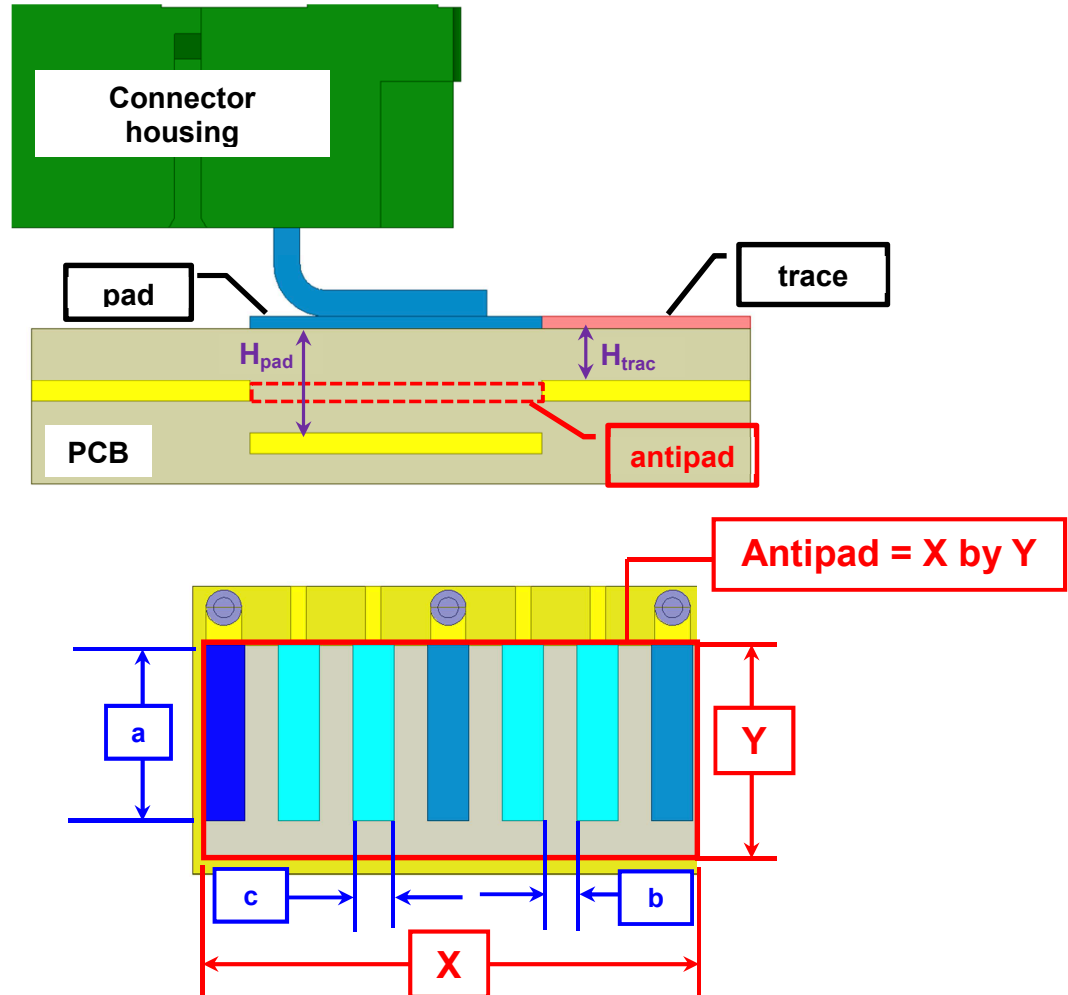 Connector
housing
pad
trace
Hpad
Htrac
PCB
antipad
Antipad = X by Y
a
Y
c
b
X